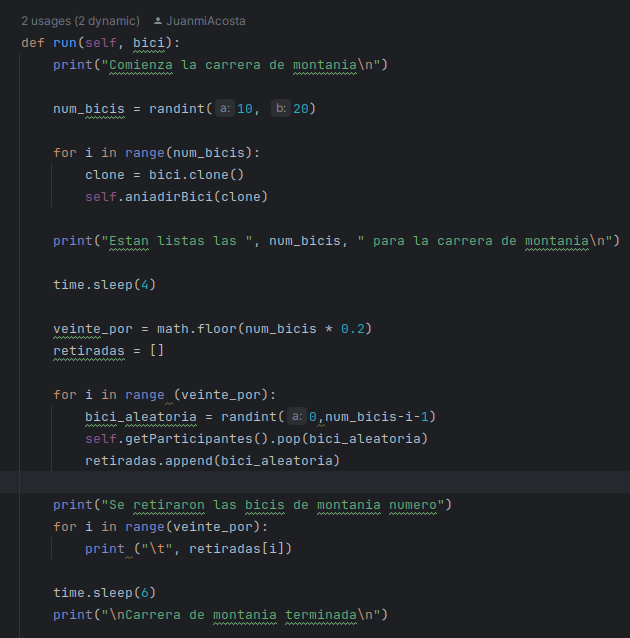 2 usages (2 dynamic) JuanmiAcosta
def run(self, bici):
print("Comienza la carrera de montania\n")
num_bicis = randint( a: 10, b: 20)
for i in range(num_bicis):
clone = bici.clone()
self.aniadirBici(clone)
print("Estan listas las ", num_bicis, " para la carrera de montania\n")
time.sleep(4)
veinte_por = math.floor(num_bicis * 0.2)
retiradas = []
for i in range (veinte_por):
bici_aleatoria = randint( a: 0,num_bicis-i-1)
self.getParticipantes().pop(bici_aleatoria)
retiradas.append(bici_aleatoria)
print("Se retiraron las bicis de montania numero")
for i in range(veinte_por):
print ("\t", retiradas[i])
time.sleep(6)
print("\nCarrera de montania terminada\n")